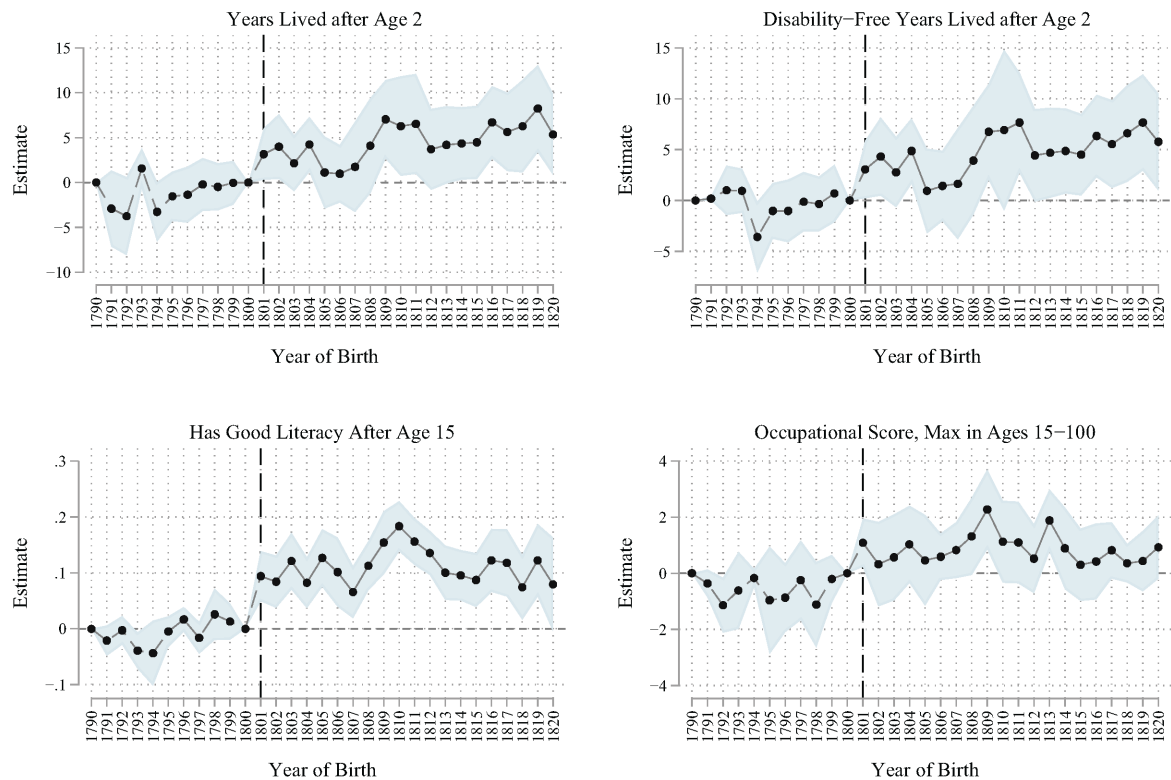 Years Lived after Age 2
Estimate
15
10
5
0
−5
−10
1790 1791 1792 1793 1794 1795 1796 1797 1798 1799 1800 1801 1802 1803 1804 1805 1806 1807 1808 1809 1810 1811 1812 1813 1814 1815 1816 1817 1818 1819 1820
Year of Birth
Disability−Free Years Lived after Age 2
Estimate
15
10
5
0
−5
1790 1791 1792 1793 1794 1795 1796 1797 1798 1799 1800 1801 1802 1803 1804 1805 1806 1807 1808 1809 1810 1811 1812 1813 1814 1815 1816 1817 1818 1819 1820
Year of Birth
Has Good Literacy After Age 15
Estimate
.3
.2
.1
0
−.1
1790 1791 1792 1793 1794 1795 1796 1797 1798 1799 1800 1801 1802 1803 1804 1805 1806 1807 1808 1809 1810 1811 1812 1813 1814 1815 1816 1817 1818 1819 1820
Year of Birth
Occupational Score, Max in Ages 15−100
Estimate
4
2
0
−2
−4
1790 1791 1792 1793 1794 1795 1796 1797 1798 1799 1800 1801 1802 1803 1804 1805 1806 1807 1808 1809 1810 1811 1812 1813 1814 1815 1816 1817 1818 1819 1820
Year of Birth